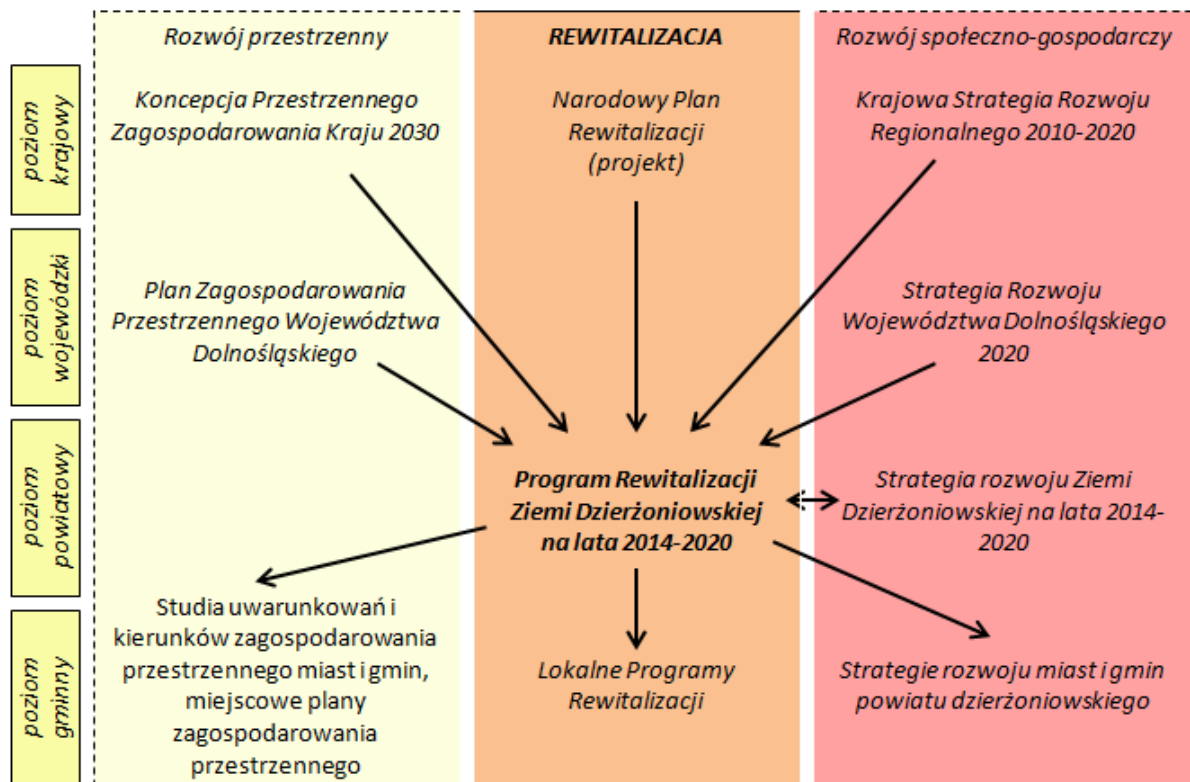 Rozwój przestrzenny
REWITALIZACJA
Rozwój społeczno-gospodarczy
poziom
krajowy
Koncepcja Przestrzennego
Zagospodarowania Kraju 2030
Narodowy Plan
Rewitalizacji
(projekt)
Krajowa Strategia Rozwoju
Regionalnego 2010-2020
poziom
wojewódzki
Plan Zagospodarowania
Przestrzennego Województwa
Dolnośląskiego
Strategia Rozwoju
Województwa Dolnośląskiego
2020
poziom
powiatowy
Program Rewitalizacji
Ziemi Dzierżoniowskiej
na lata 2014-2020
Strategia rozwoju Ziemi
Dzierżoniowskiej na lata 2014-
2020
poziom
gminny
Studia uwarunkowań i
kierunków zagospodarowania
przestrzennego miast i gmin,
miejscowe plany
zagospodarowania
przestrzennego
Lokalne Programy
Rewitalizacji
Strategie rozwoju miast i gmin
powiatu dzierżoniowskiego